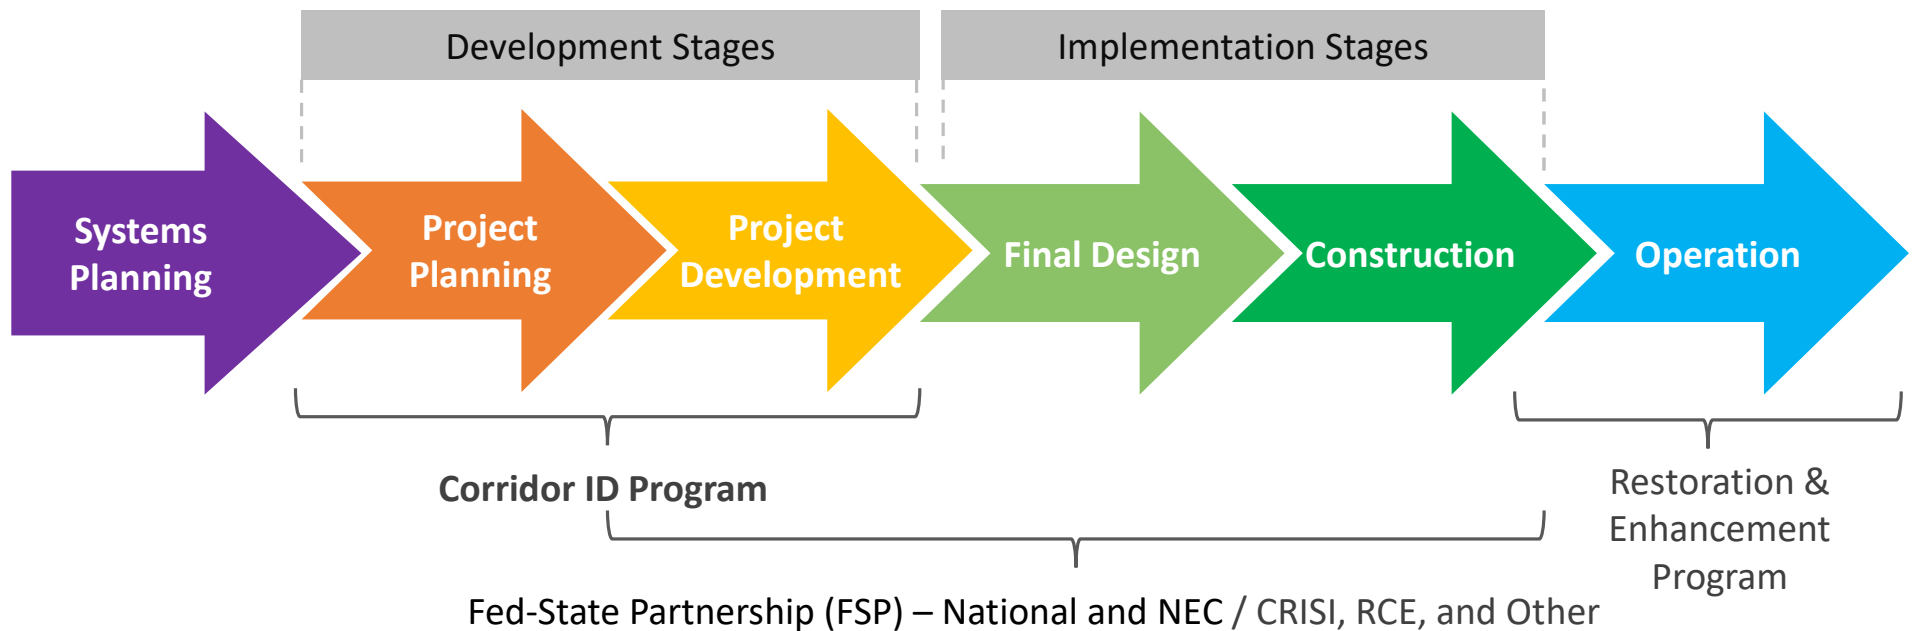 Development Stages
Implementation Stages
Systems
Planning
Project
Planning
Project
Development
Final Design
Construction
Operation
Corridor ID Program
Restoration &
Enhancement
Program
Fed-State Partnership (FSP) – National and NEC / CRISI, RCE, and Other